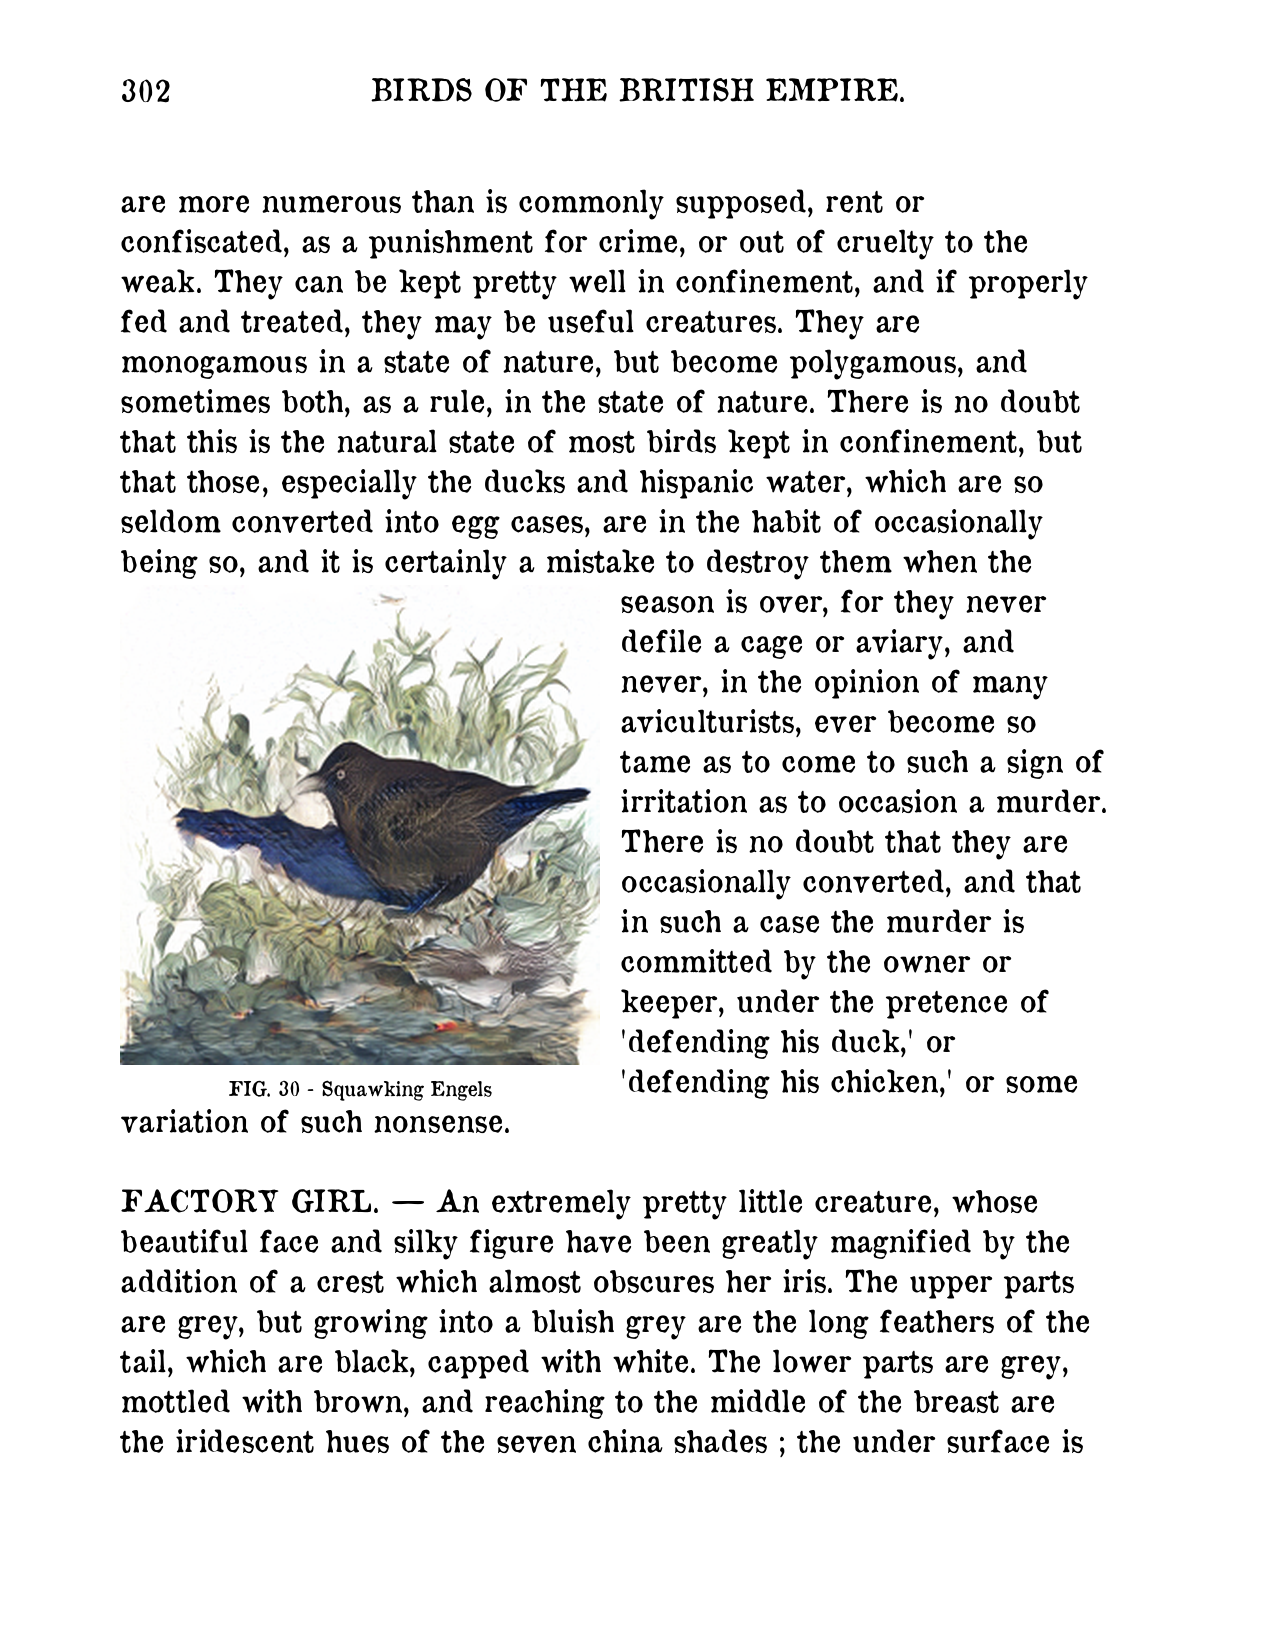 302 BIRDS OF THE BRITISH EMPIRE.
are more numerous than is commonly supposed, rent or
confiscated, as a punishment for crime, or out of cruelty to the
weak. They can be kept pretty well in confinement, and if properly
fed and treated, they may be useful creatures. They are
monogamous in a state of nature, but become polygamous, and
sometimes both, as a rule, in the state of nature. There is no doubt
that this is the natural state of most birds kept in confinement, but
that those, especially the ducks and hispanic water, which are so
seldom converted into egg cases, are in the habit of occasionally
being so, and it is certainly a mistake to destroy them when the
season is over, for they never
defile a cage or aviary, and
never, in the opinion of many
aviculturists, ever become so
tame as to come to such a sign of
irritation as to occasion a murder.
There is no doubt that they are
occasionally converted, and that
in such a case the murder is
committed by the owner or
keeper, under the pretence of
'defending his duck,' or
'defending his chicken,' or some
FIG. 30 - Squawking Engels
variation of such nonsense.
FACTORY GIRL. — An extremely pretty little creature, whose
beautiful face and silky figure have been greatly magnified by the
addition of a crest which almost obscures her iris. The upper parts
are grey, but growing into a bluish grey are the long feathers of the
tail, which are black, capped with white. The lower parts are grey,
mottled with brown, and reaching to the middle of the breast are
the iridescent hues of the seven china shades ; the under surface is